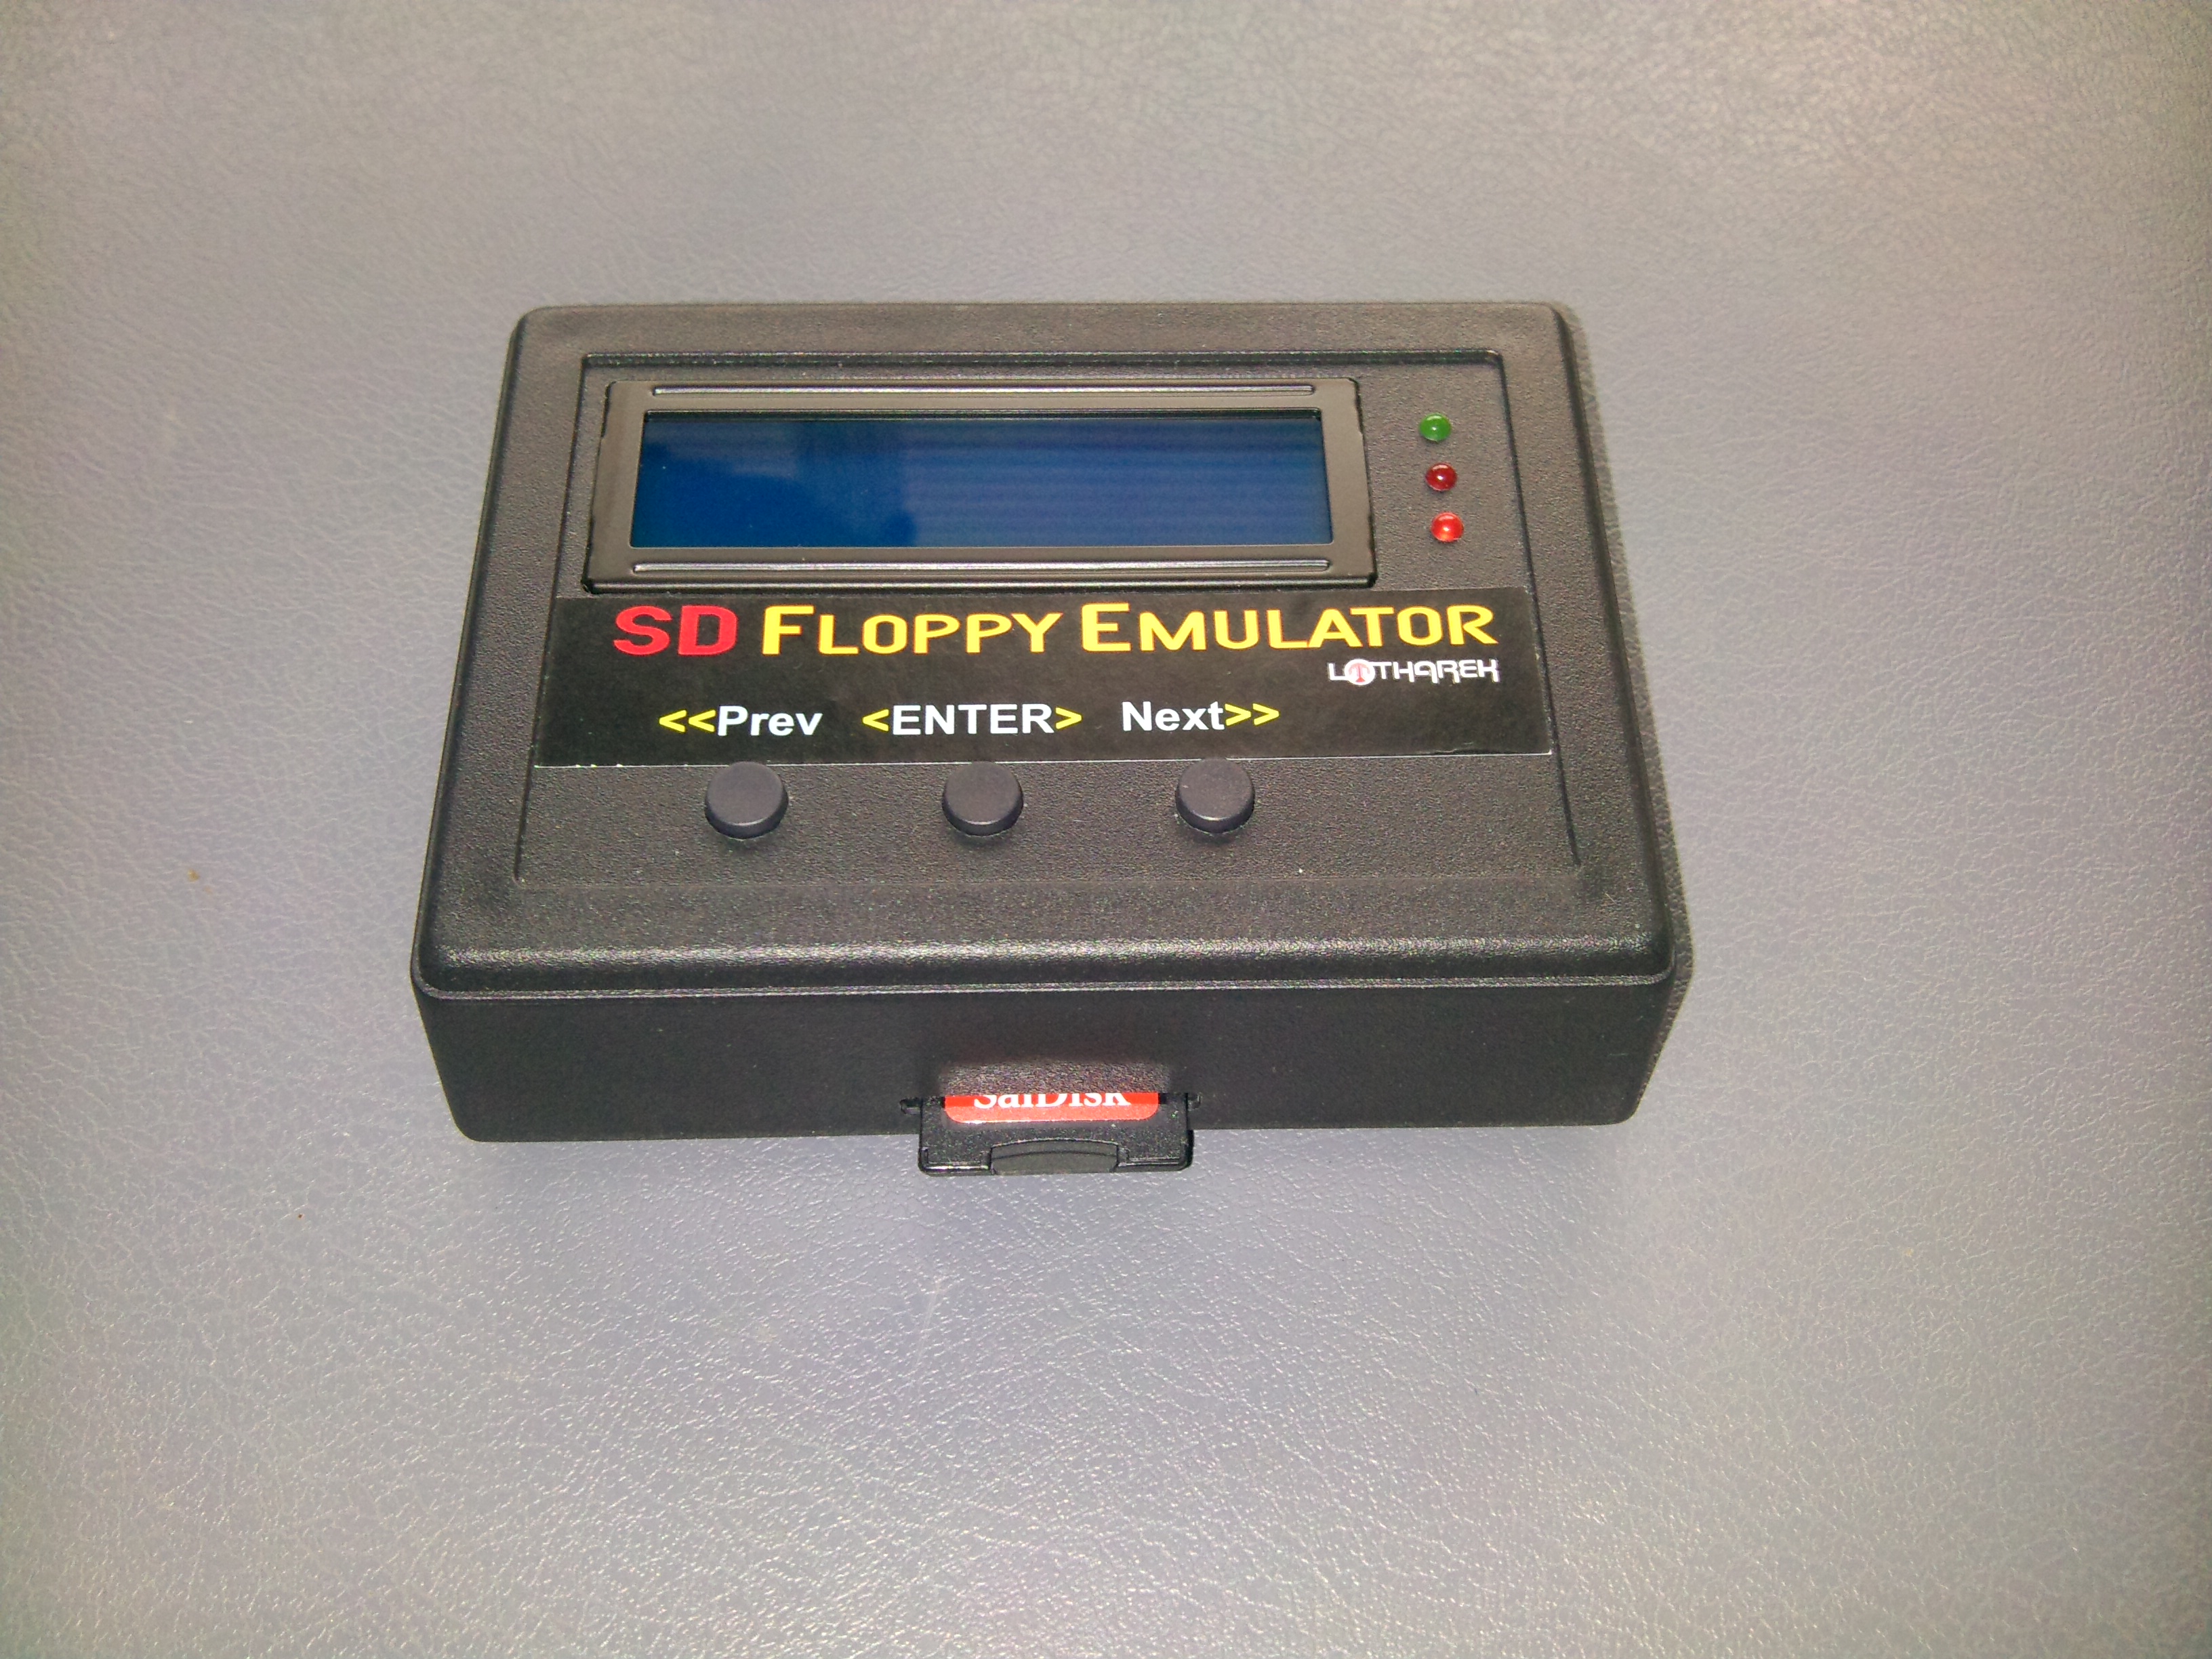 SD FLOPPY EMULATOR
LOTHAREK
<<Prev <ENTER> Next>>
SanDisk